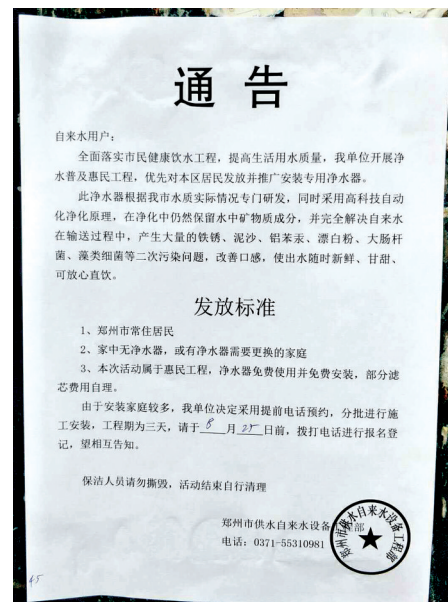 通 告
自来水用户：
全面落实市民健康饮水工程，提高生活用水质量，我单位开展净
水普及惠民工程，优先对本区居民发放并推广安装专用净水器。
此净水器根据我市水质实际情况专门研发，同时采用高科技自动
化净化原理，在净化中仍然保留水中矿物质成分，并完全解决自来水
在输送过程中，产生大量的铁锈、泥沙、铝苯汞、漂白粉、大肠杆
菌、藻类细菌等二次污染问题，改善口感，使出水随时新鲜、甘甜、
可放心直饮。
发放标准
1、郑州市常住居民
2、家中无净水器，或有净水器需要更换的家庭
3、本次活动属于惠民工程，净水器免费使用并免费安装，部分滤
芯费用自理。
由于安装家庭较多，我单位决定采用提前电话预约，分批进行施
工安装，工程期为三天，请于 8 月 25 日前，拨打电话进行报名登
记，望相互告知。
保洁人员请勿撕毁，活动结束自行清理
郑州市供水自来水设备工程部
电话：0371-55310981
郑州市供水自来水设备工程部
45